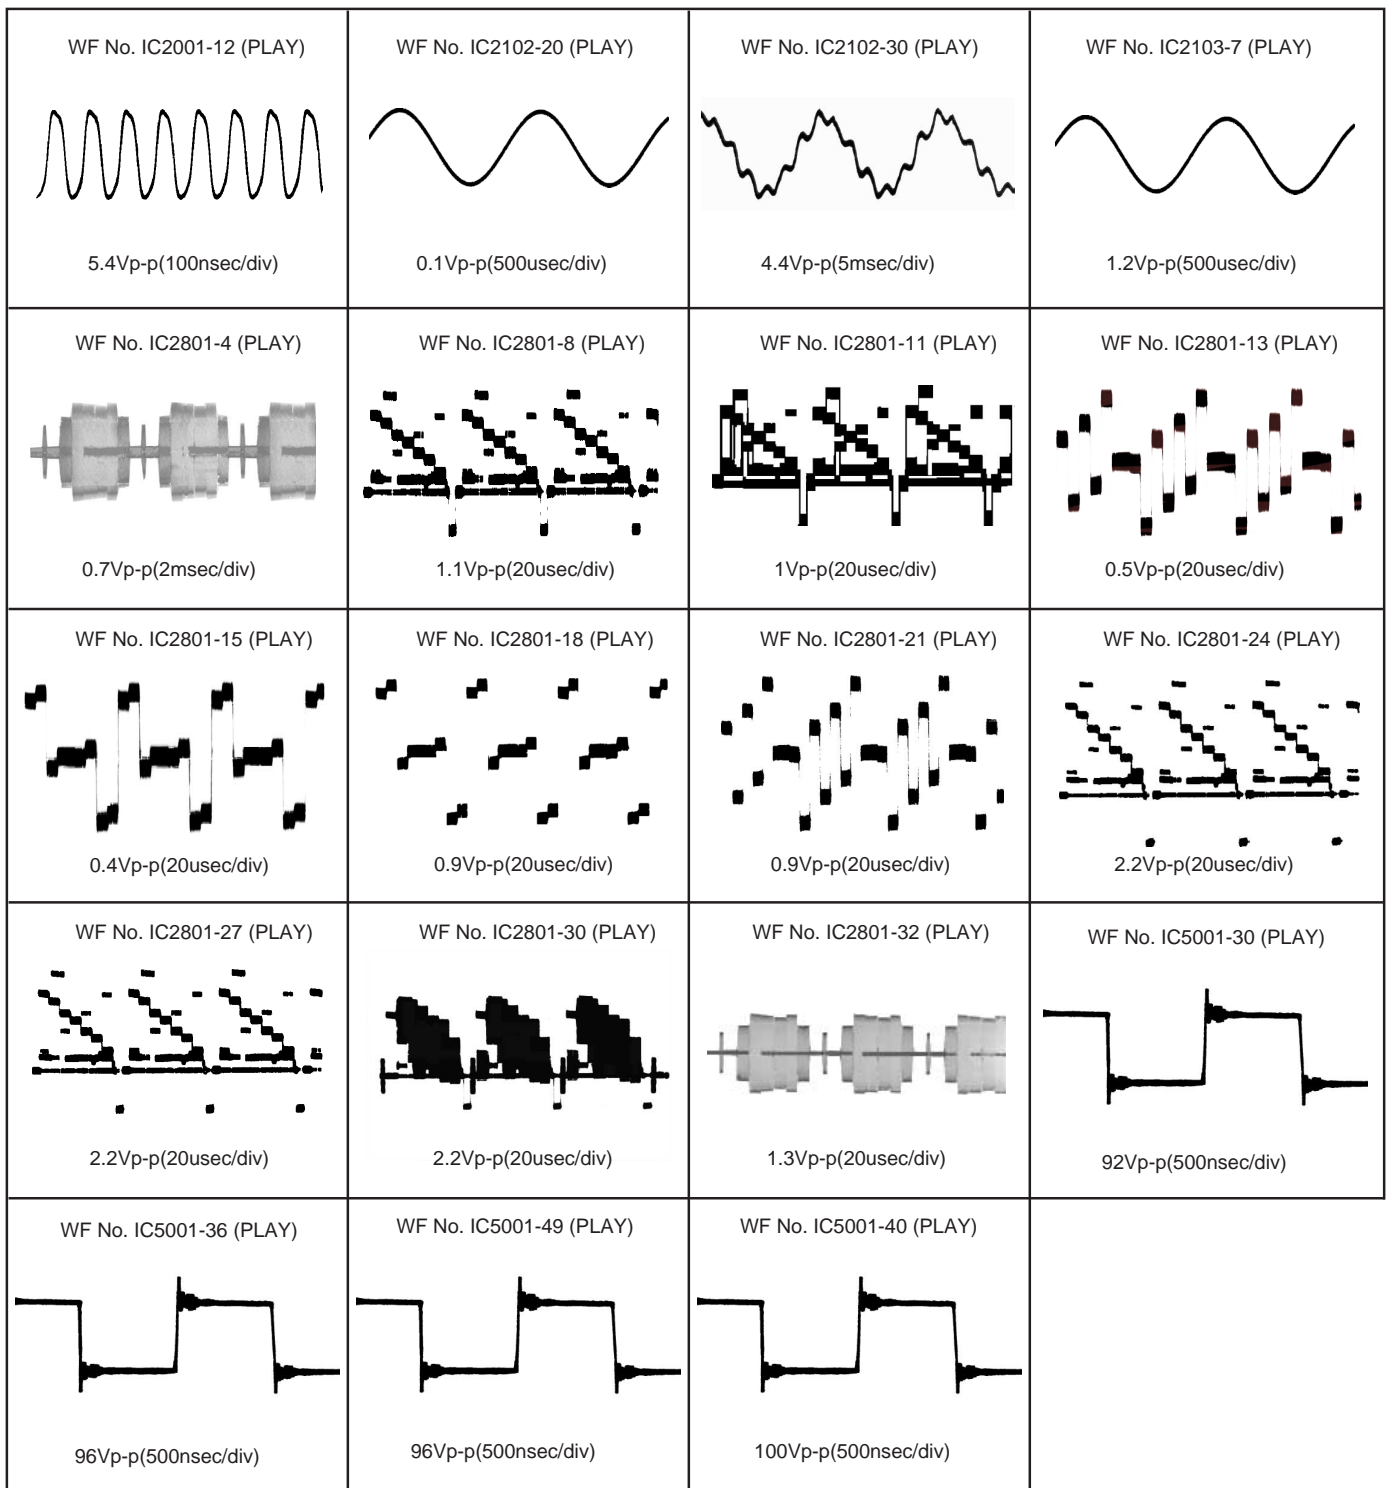 WF No. IC2001-12 (PLAY)
5.4Vp-p(100nsec/div)
WF No. IC2102-20 (PLAY)
0.1Vp-p(500usec/div)
WF No. IC2102-30 (PLAY)
4.4Vp-p(5msec/div)
WF No. IC2103-7 (PLAY)
1.2Vp-p(500usec/div)
WF No. IC2801-4 (PLAY)
0.7Vp-p(2msec/div)
WF No. IC2801-8 (PLAY)
1.1Vp-p(20usec/div)
WF No. IC2801-11 (PLAY)
1Vp-p(20usec/div)
WF No. IC2801-13 (PLAY)
0.5Vp-p(20usec/div)
WF No. IC2801-15 (PLAY)
0.4Vp-p(20usec/div)
WF No. IC2801-18 (PLAY)
0.9Vp-p(20usec/div)
WF No. IC2801-21 (PLAY)
0.9Vp-p(20usec/div)
WF No. IC2801-24 (PLAY)
2.2Vp-p(20usec/div)
WF No. IC2801-27 (PLAY)
2.2Vp-p(20usec/div)
WF No. IC2801-30 (PLAY)
2.2Vp-p(20usec/div)
WF No. IC2801-32 (PLAY)
1.3Vp-p(20usec/div)
WF No. IC5001-30 (PLAY)
92Vp-p(500nsec/div)
WF No. IC5001-36 (PLAY)
96Vp-p(500nsec/div)
WF No. IC5001-49 (PLAY)
96Vp-p(500nsec/div)
WF No. IC5001-40 (PLAY)
100Vp-p(500nsec/div)